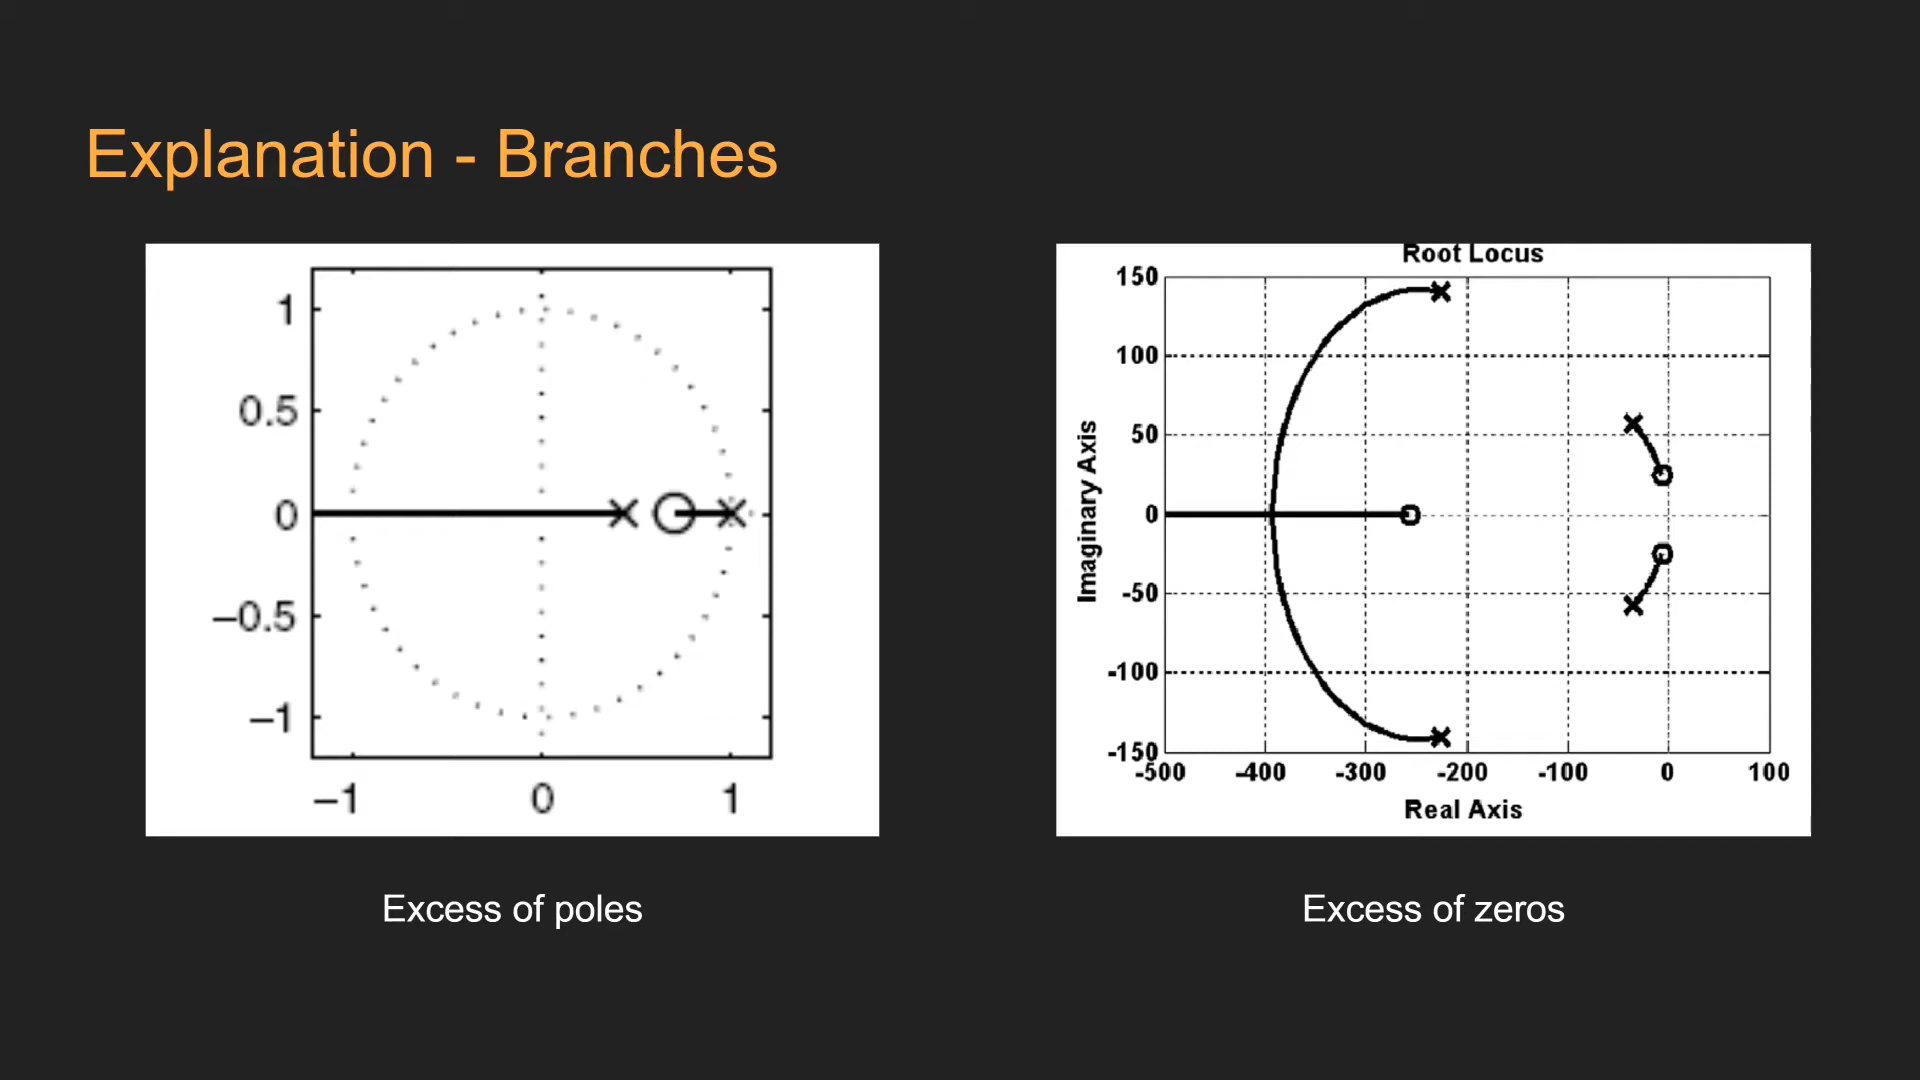 Explanation - Branches
1
0.5
0
−0.5
−1
−1 0 1
Excess of poles
Root Locus
150
100
50
0
-50
-100
-150
Imaginary Axis
-500 -400 -300 -200 -100 0 100
Real Axis
Excess of zeros